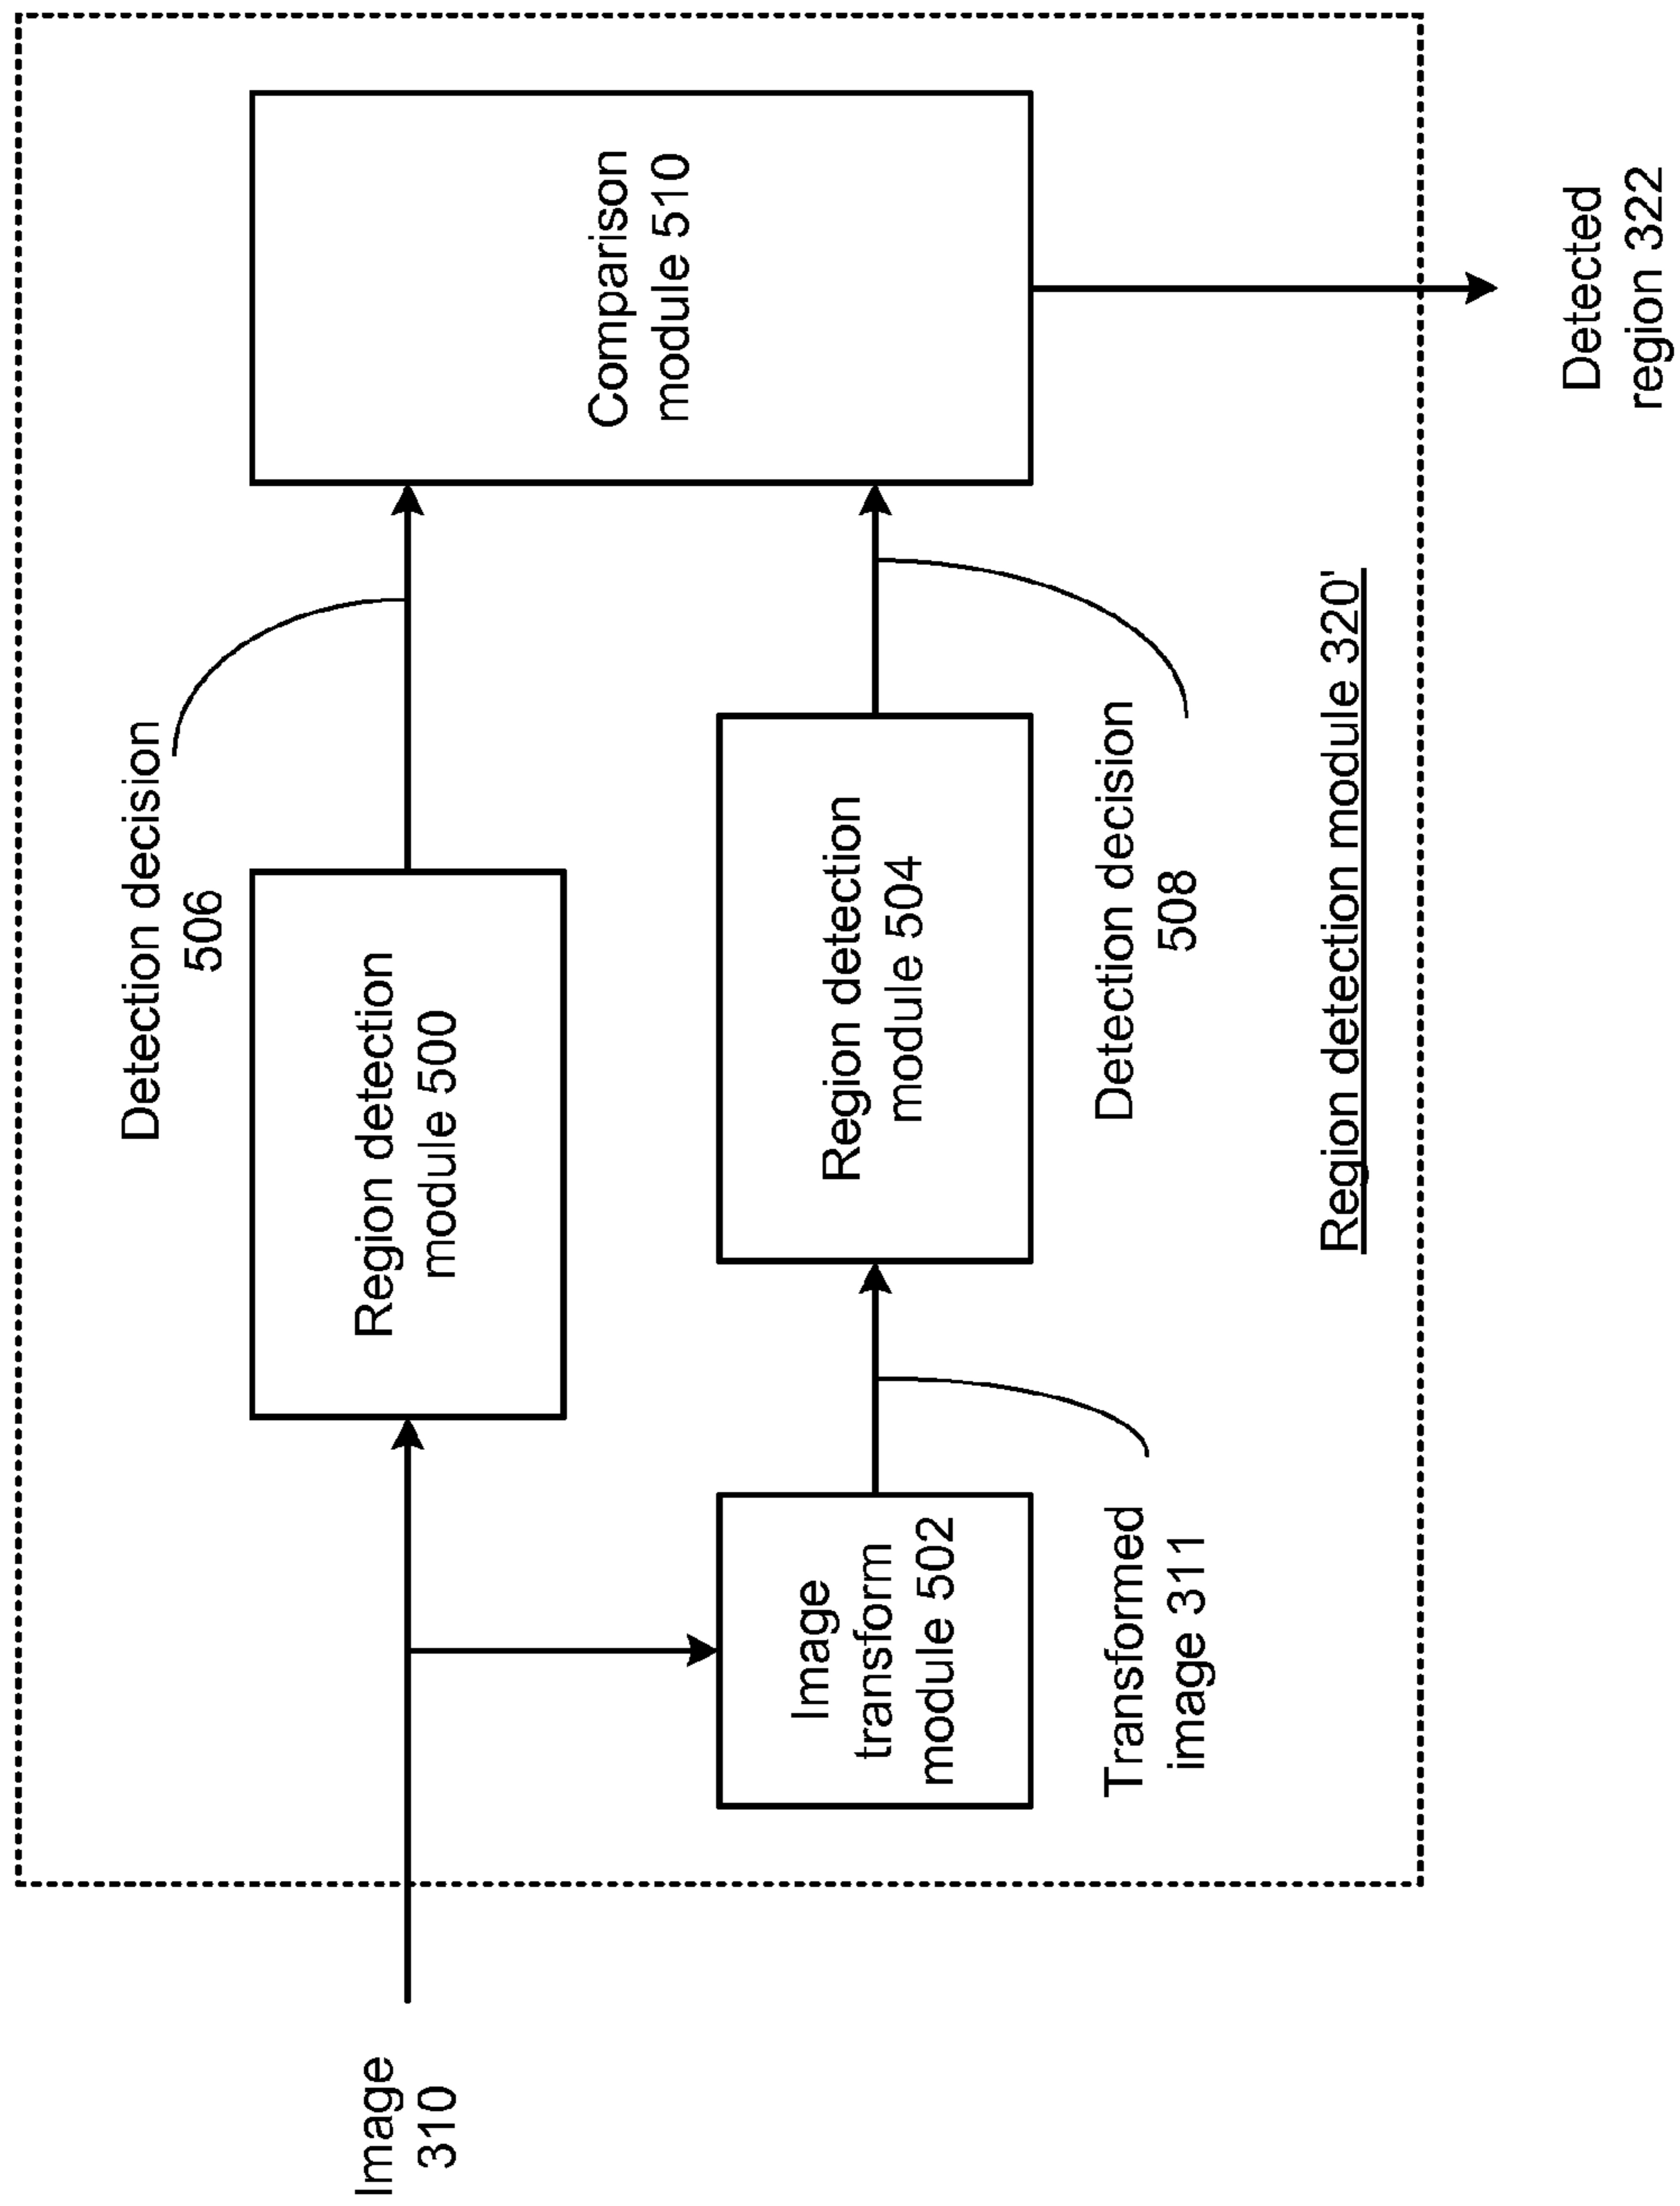 Image
310
Detection decision
506
Region detection
module 500
Image
transform
module 502
Transformed
image 311
Region detection
module 504
Detection decision
508
Comparison
module 510
Region detection module 320'
Detected
region 322